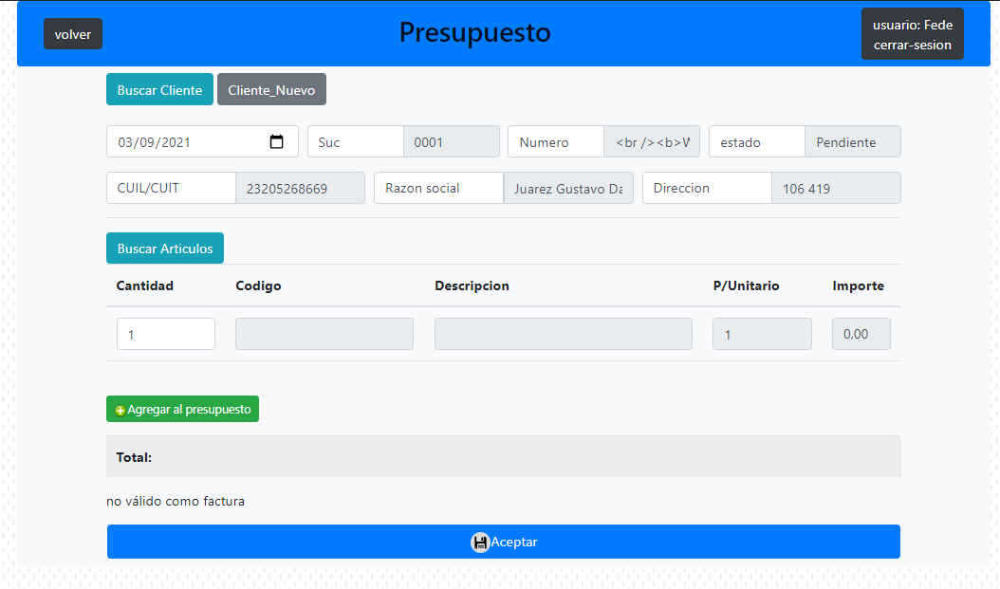 volver
Presupuesto
usuario: Fede
cerrar-sesion
Buscar Cliente
Cliente_Nuevo
03/09/2021
Suc
0001
Numero
<br /><b>W
estado
Pendiente
CUIL/CUIT
23205268669
Razon social
Juarez Gustavo Da
Direccion
106 419
Buscar Articulos
Cantidad
Codigo
Descripcion
P/Unitario
Importe
1
1
0,00
Agregar al presupuesto
Total:
no válido como factura
Aceptar